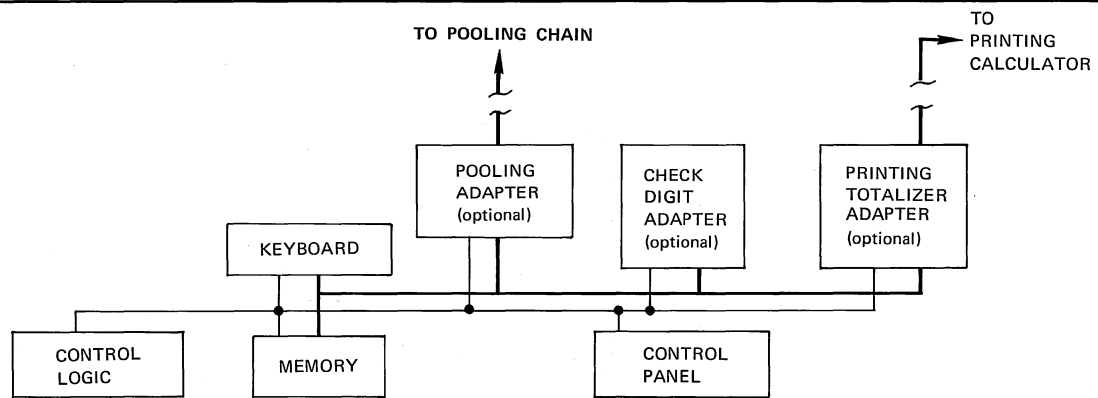 TO POOLING CHAIN
TO
PRINTING
CALCULATOR
POOLING
ADAPTER
(optional)
CHECK
DIGIT
ADAPTER
(optional)
PRINTING
TOTALIZER
ADAPTER
(optional)
KEYBOARD
CONTROL
LOGIC
MEMORY
CONTROL
PANEL